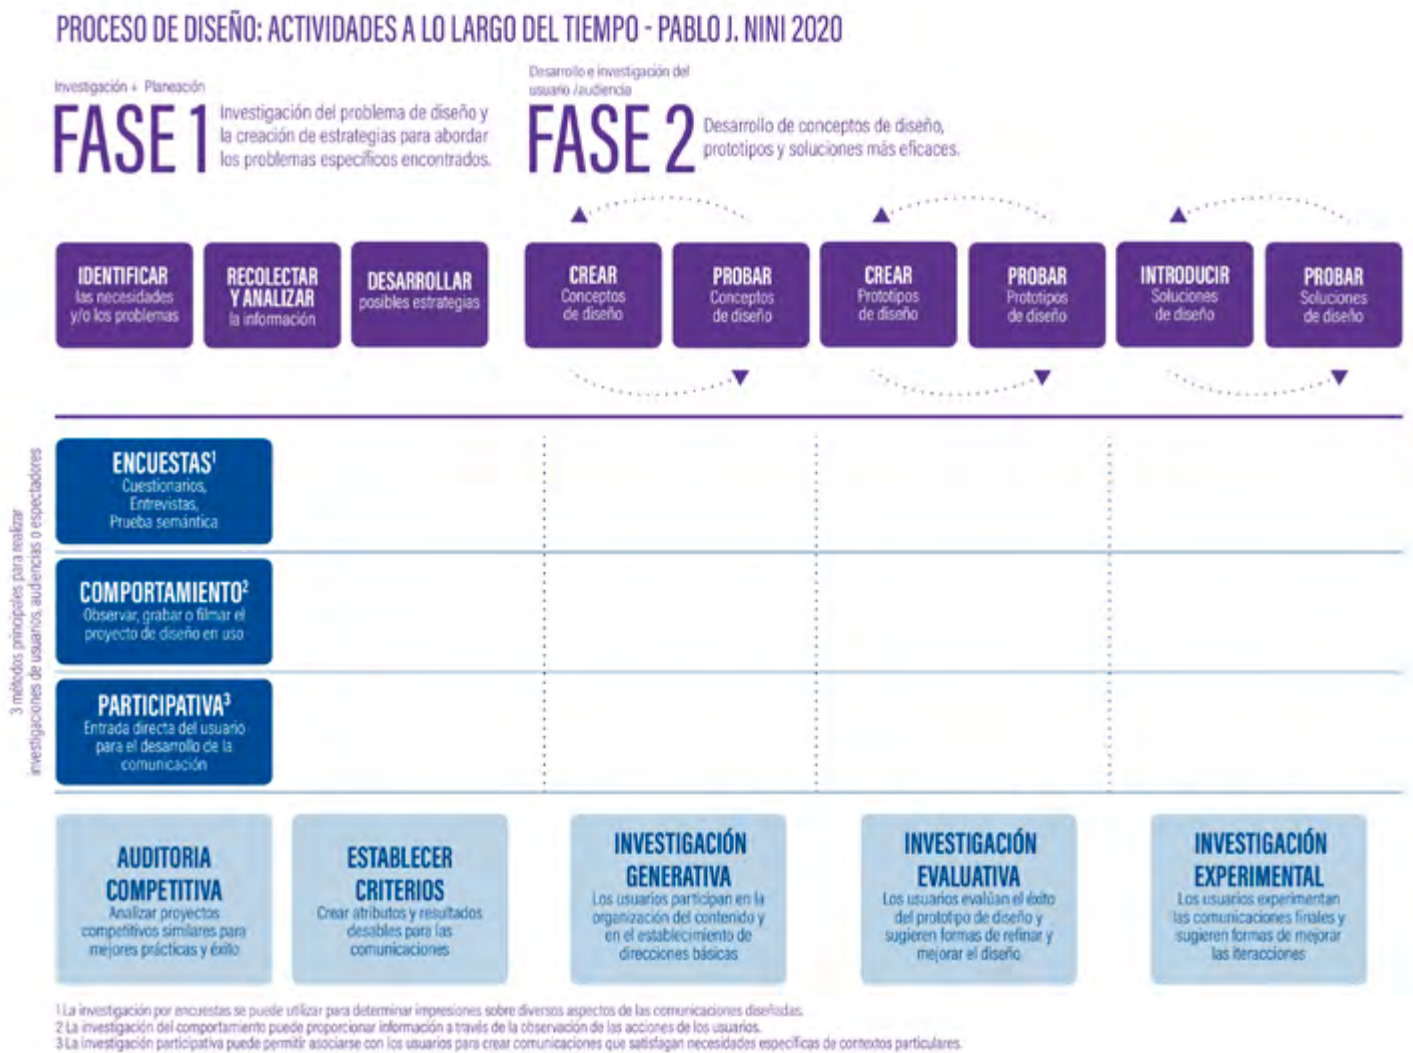 PROCESO DE DISEÑO: ACTIVIDADES A LO LARGO DEL TIEMPO - PABLO J. NINI 2020
Investigación + Planeación
FASE 1
Investigación del problema de diseño y
la creación de estrategias para abordar
los problemas específicos encontrados.
Desarrollo e investigación del
usuario /audiencia
FASE 2
Desarrollo de conceptos de diseño,
prototipos y soluciones más eficaces.
IDENTIFICAR
las necesidades
y/o los problemas
RECOLECTAR
Y ANALIZAR
la información
DESARROLLAR
posibles estrategias
CREAR
Conceptos
de diseño
PROBAR
Conceptos
de diseño
CREAR
Prototipos
de diseño
PROBAR
Prototipos
de diseño
INTRODUCIR
Soluciones
de diseño
PROBAR
Soluciones
de diseño
3 métodos principales para realizar
investigaciones de usuarios, audiencias o espectadores
ENCUESTAS¹
Cuestionarios,
Entrevistas,
Prueba semántica
COMPORTAMIENTO²
Observar, grabar o filmar el
proyecto de diseño en uso
PARTICIPATIVA³
Entrada directa del usuario
para el desarrollo de la
comunicación
AUDITORIA
COMPETITIVA
Analizar proyectos
competitivos similares para
mejores prácticas y éxito
ESTABLECER
CRITERIOS
Crear atributos y resultados
desables para las
comunicaciones
INVESTIGACIÓN
GENERATIVA
Los usuarios participan en la
organización del contenido y
en el establecimiento de
direcciones básicas
INVESTIGACIÓN
EVALUATIVA
Los usuarios evalúan el éxito
del prototipo de diseño y
sugieren formas de refinar y
mejorar el diseño
INVESTIGACIÓN
EXPERIMENTAL
Los usuarios experimentan
las comunicaciones finales y
sugieren formas de mejorar
las iteracciones
1 La investigación por encuestas se puede utilizar para determinar impresiones sobre diversos aspectos de las comunicaciones diseñadas.
2 La investigación del comportamiento puede proporcionar información a través de la observación de las acciones de los usuarios.
3 La investigación participativa puede permitir asociarse con los usuarios para crear comunicaciones que satisfagan necesidades específicas de contextos particulares.